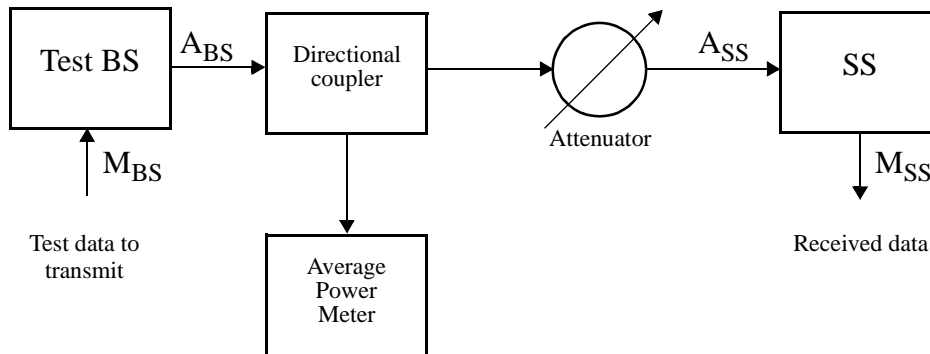 Test BS
A_BS
Directional
coupler
A_SS
SS
Attenuator
M_BS
M_SS
Test data to
transmit
Received data
Average
Power
Meter